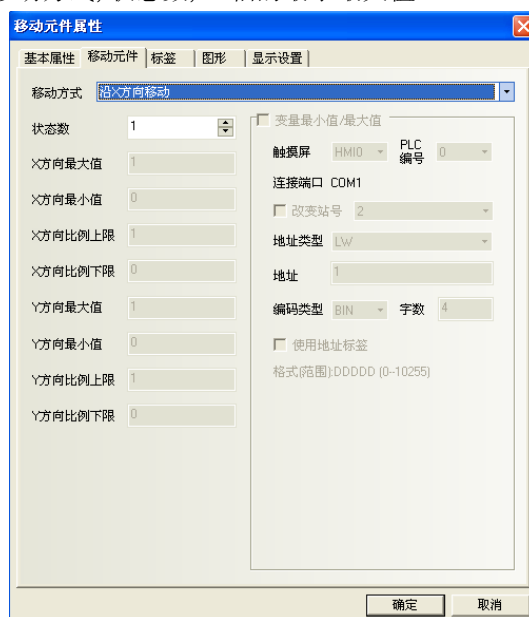 移动元件属性
基本属性 移动元件 标签 图形 显示设置
移动方式 沿X方向移动
状态数 1
X方向最大值 1
X方向最小值 0
X方向比例上限 1
X方向比例下限 0
Y方向最大值 1
Y方向最小值 0
Y方向比例上限 1
Y方向比例下限 0
变量最小值/最大值
触摸屏 HMI0 PLC编号 0
连接端口 COM1
改变站号 2
地址类型 LW
地址 1
编码类型 BIN 字数 4
使用地址标签
格式(范围):DDDDD (0~10255)
确定 取消